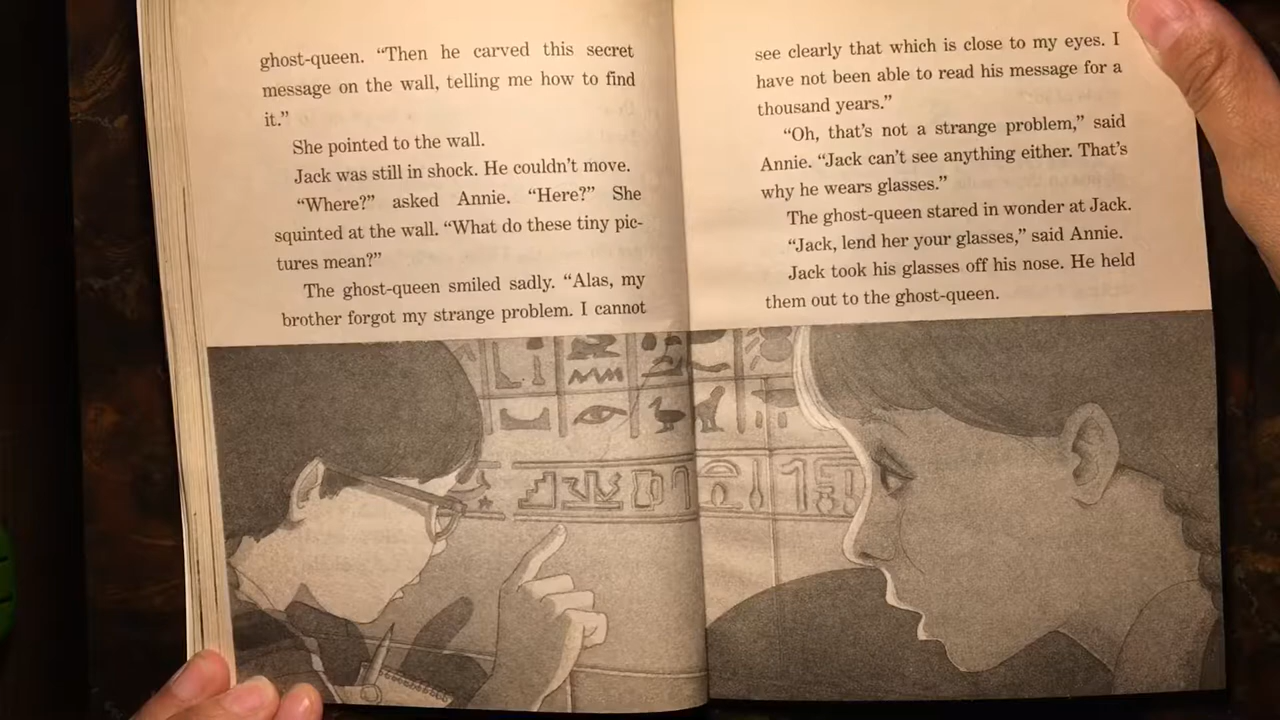 ghost-queen. “Then he carved this secret
message on the wall, telling me how to find
it.”
She pointed to the wall.
Jack was still in shock. He couldn’t move.
“Where?” asked Annie. “Here?” She
squinted at the wall. “What do these tiny pic-
tures mean?”
The ghost-queen smiled sadly. “Alas, my
brother forgot my strange problem. I cannot
see clearly that which is close to my eyes. I
have not been able to read his message for a
thousand years.”
“Oh, that’s not a strange problem,” said
Annie. “Jack can’t see anything either. That’s
why he wears glasses.”
The ghost-queen stared in wonder at Jack.
“Jack, lend her your glasses,” said Annie.
Jack took his glasses off his nose. He held
them out to the ghost-queen.